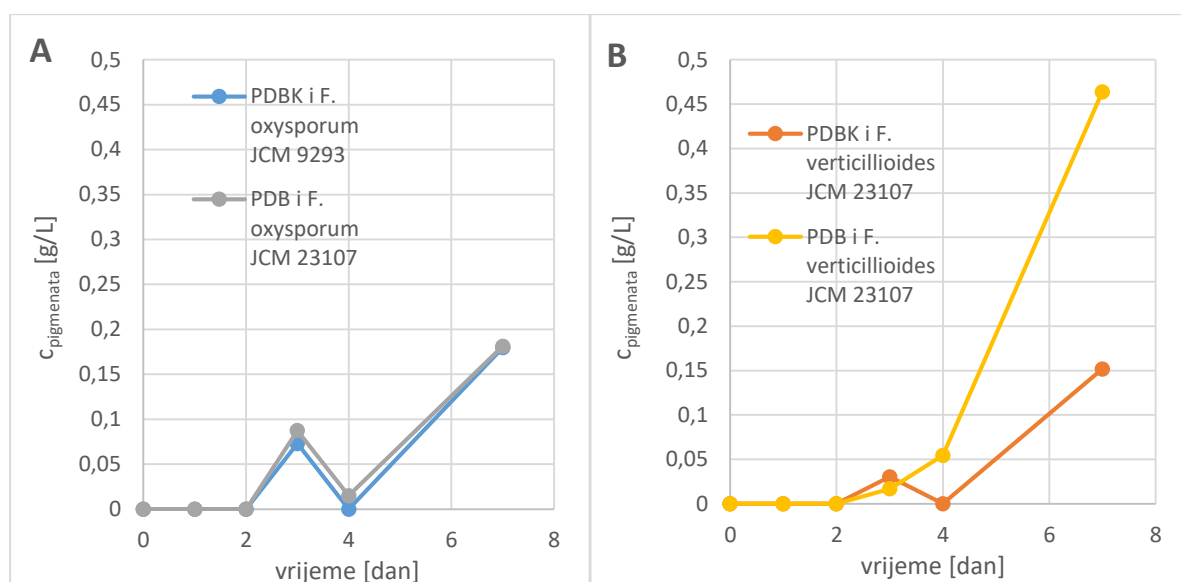 A
0,5
0,45
0,4
0,35
0,3
0,25
0,2
0,15
0,1
0,05
0
c pigmenata [g/L]
PDBK i F.
oxysporum
JCM 9293
PDB i F.
oxysporum
JCM 23107
0 2 4 6 8
vrijeme [dan]
B
0,5
0,45
0,4
0,35
0,3
0,25
0,2
0,15
0,1
0,05
0
c pigmenata [g/L]
PDBK i F.
verticillioides
JCM 23107
PDB i F.
verticillioides
JCM 23107
0 2 4 6 8
vrijeme [dan]